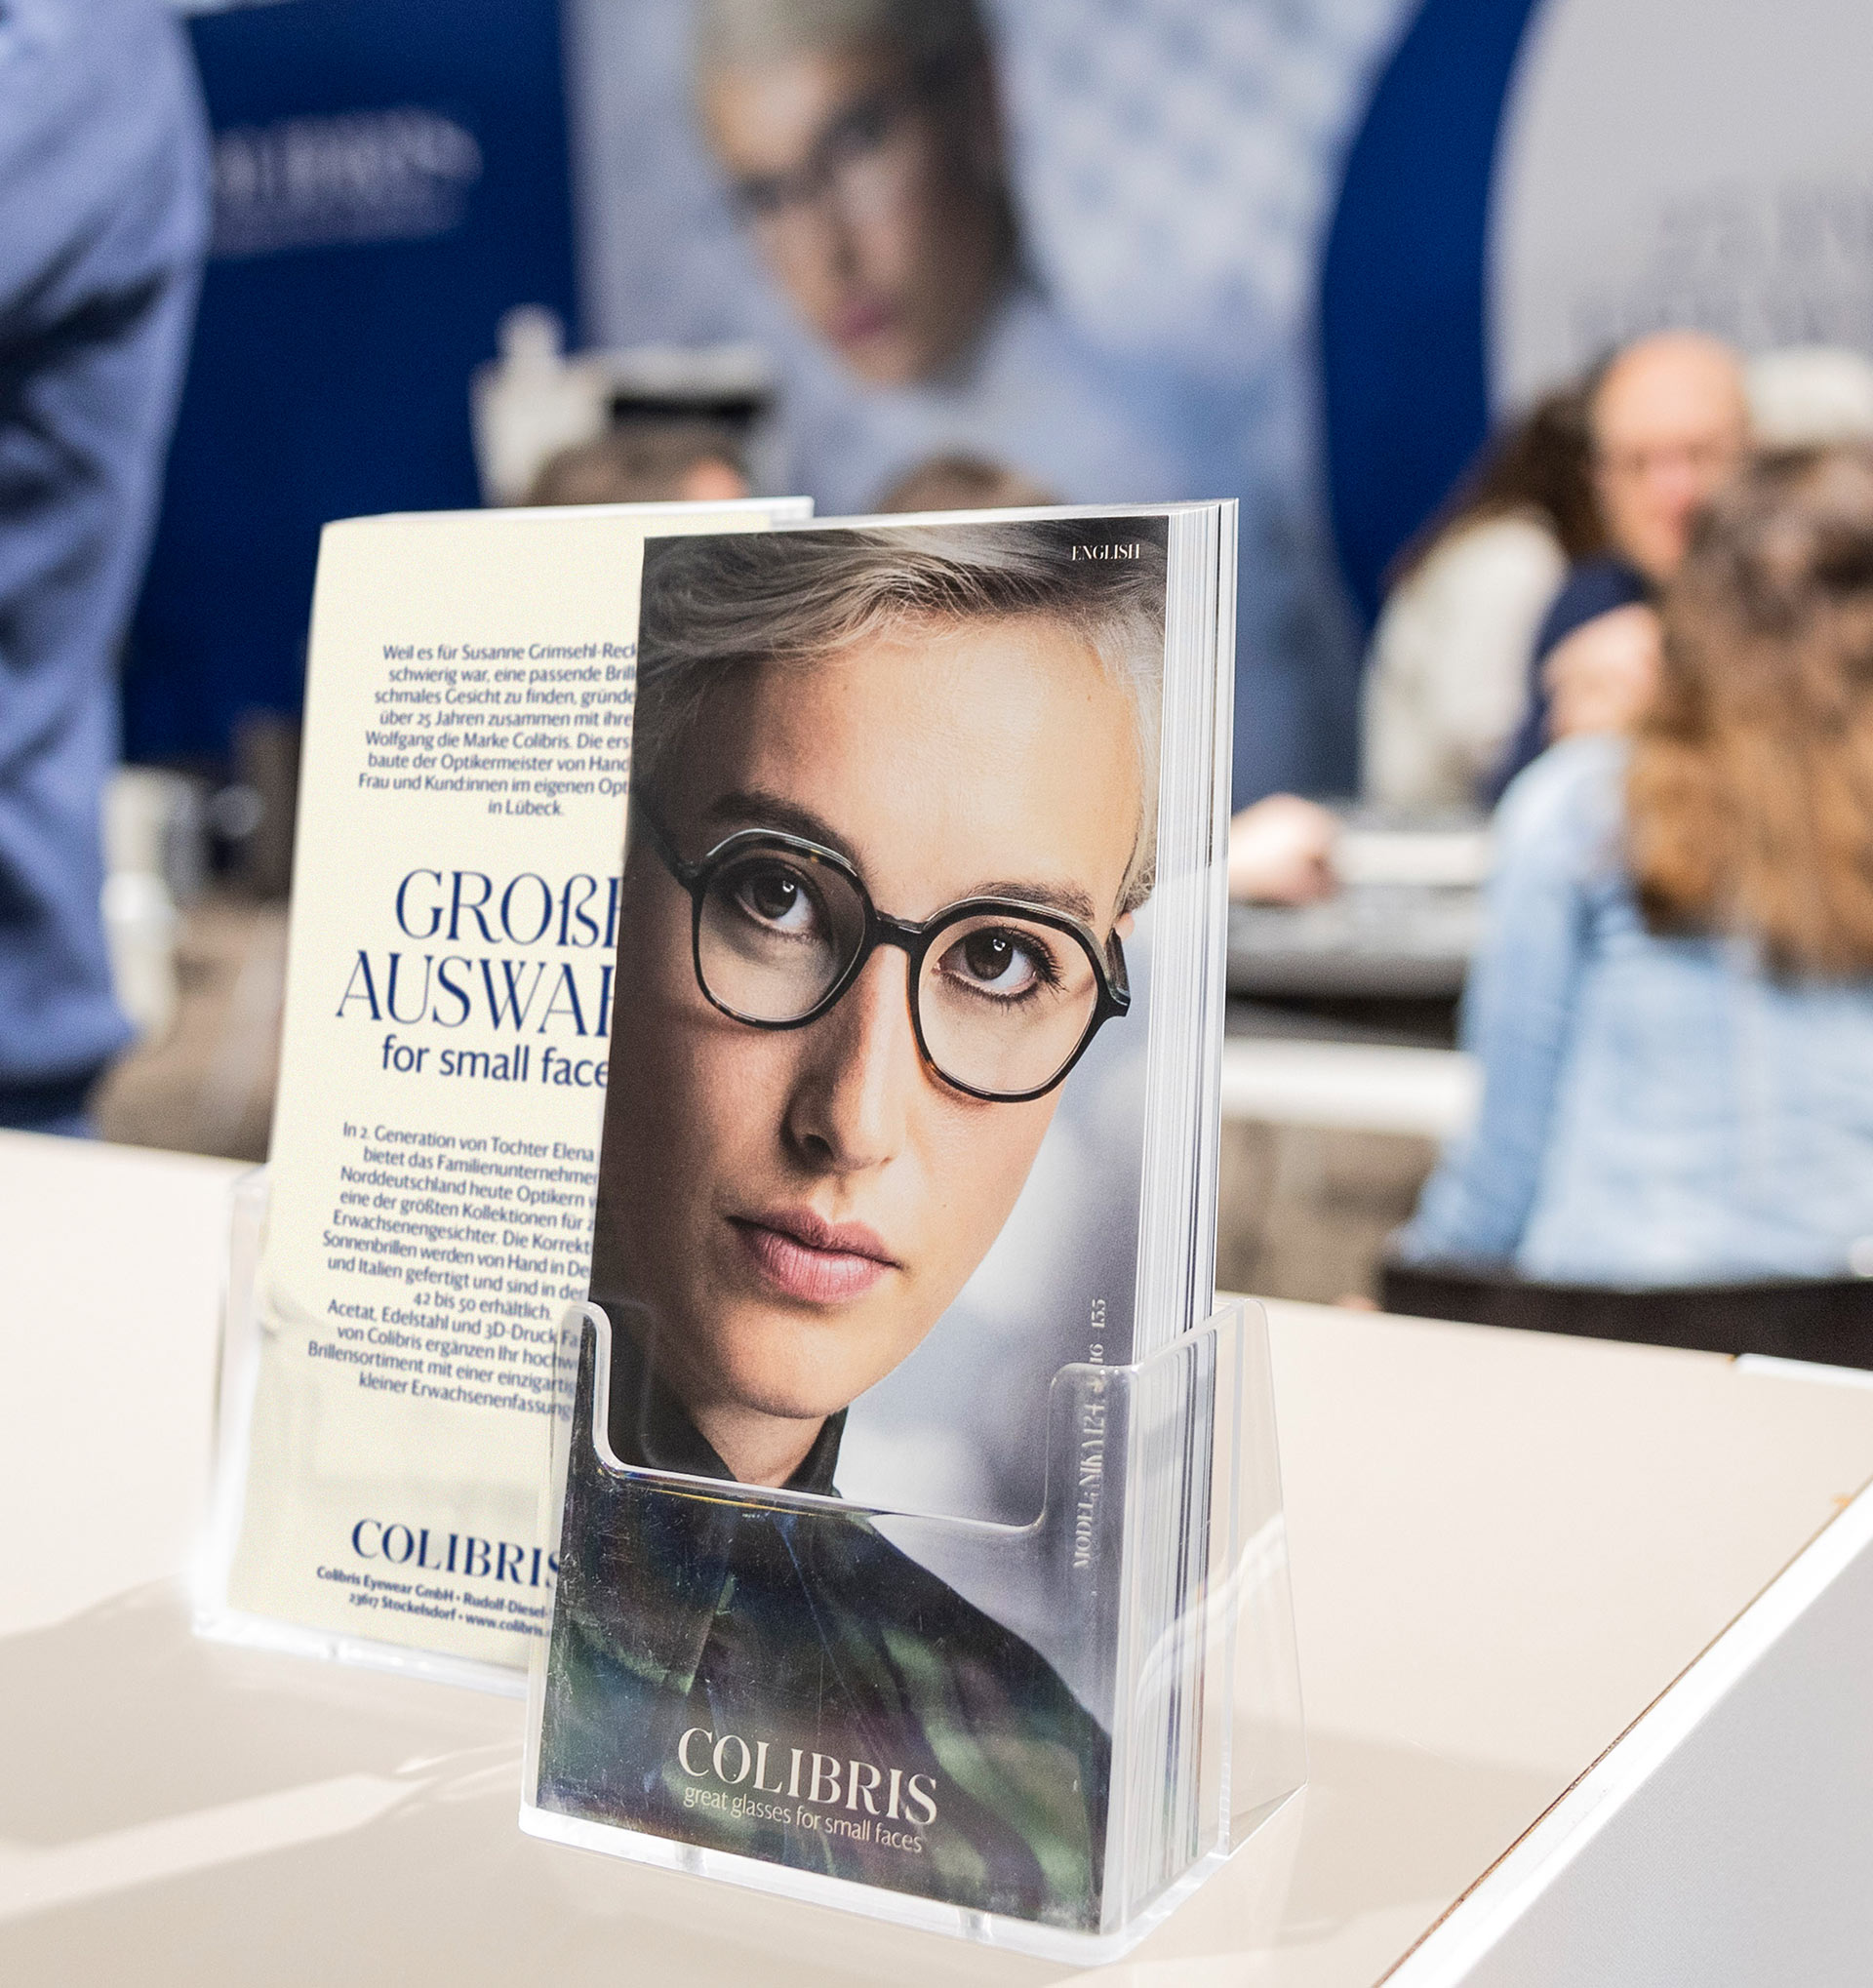 Weil es für Susanne Grimsehl-Reck
schwierig war, eine passende Brill
schmales Gesicht zu finden, gründe
über 25 Jahren zusammen mit ihre
Wolfgang die Marke Colibris. Die ers
baute der Optikermeister von Hand
Frau und Kund:innen im eigenen Opt
in Lübeck.
GROßE
AUSWAH
for small face
In 2. Generation von Tochter Elena
bietet das Familienunternehmen
Norddeutschland heute Optikern
eine der größten Kollektionen für
Erwachsenengesichter. Die Korrekt
Sonnenbrillen werden von Hand in De
und Italien gefertigt und sind in der
42 bis 50 erhältlich.
Acetat, Edelstahl und 3D-Druck Fa
von Colibris ergänzen Ihr hochw
Brillensortiment mit einer einzigartig
kleiner Erwachsenenfassung
COLIBRIS
Colibris Eyewear GmbH • Rudolf-Diesel-
23617 Stockelsdorf • www.colibris.
ENGLISH
MODEL: NIKA 124
155
COLIBRIS
great glasses for small faces